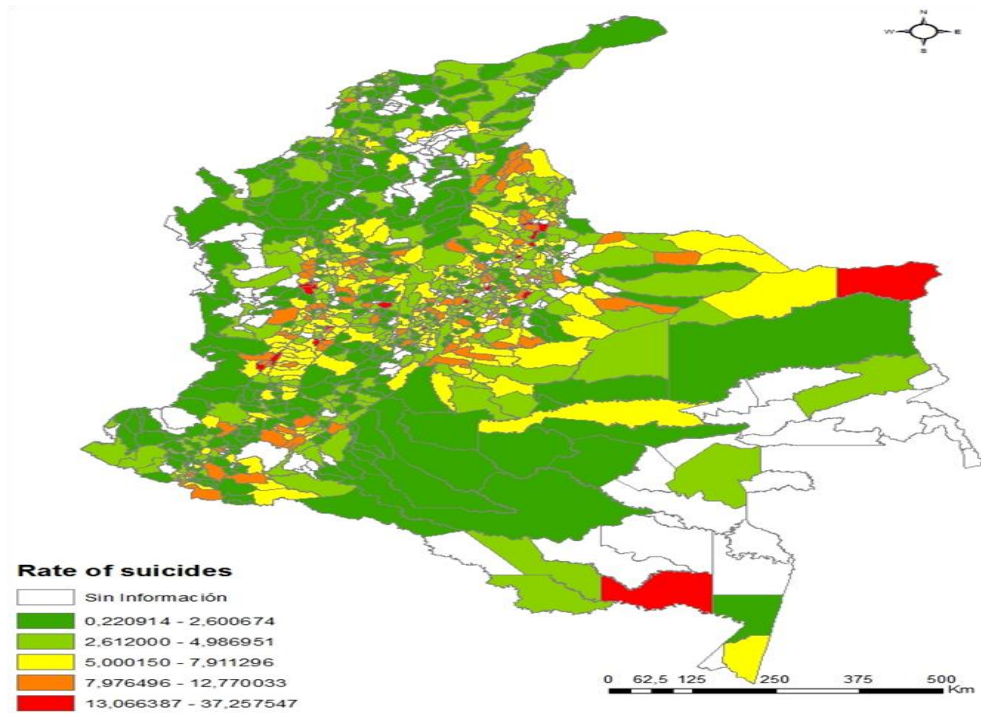 N
W E
S
Rate of suicides
Sin Información
0,220914 - 2,600674
2,612000 - 4,986951
5,000150 - 7,911296
7,976496 - 12,770033
13,066387 - 37,257547
0 62,5 125 250 375 500
Km